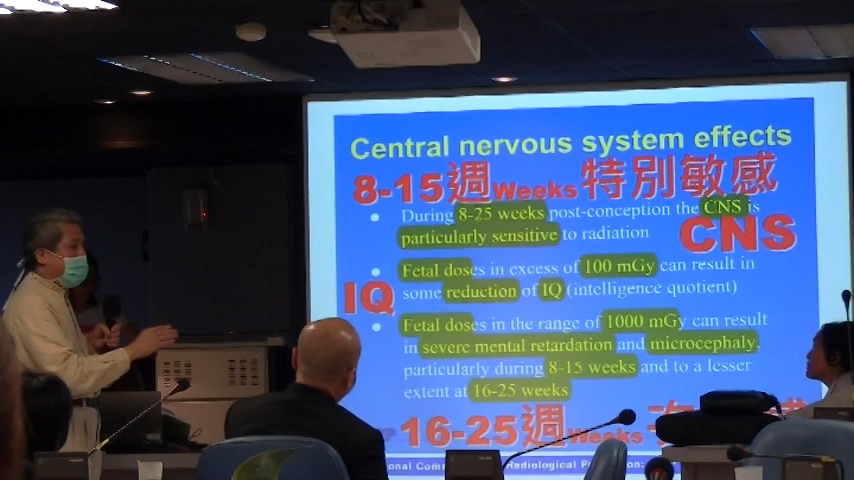 Central nervous system effects
8-15週Weeks特別敏感
During 8-25 weeks post-conception the CNS is
particularly sensitive to radiation
CNS
Fetal doses in excess of 100 mGy can result in
IQ
some reduction of IQ (intelligence quotient)
Fetal doses in the range of 1000 mGy can result
in severe mental retardation and microcephaly,
particularly during 8-15 weeks and to a lesser
extent at 16-25 weeks
16-25週Weeks
onal Com Radiological P